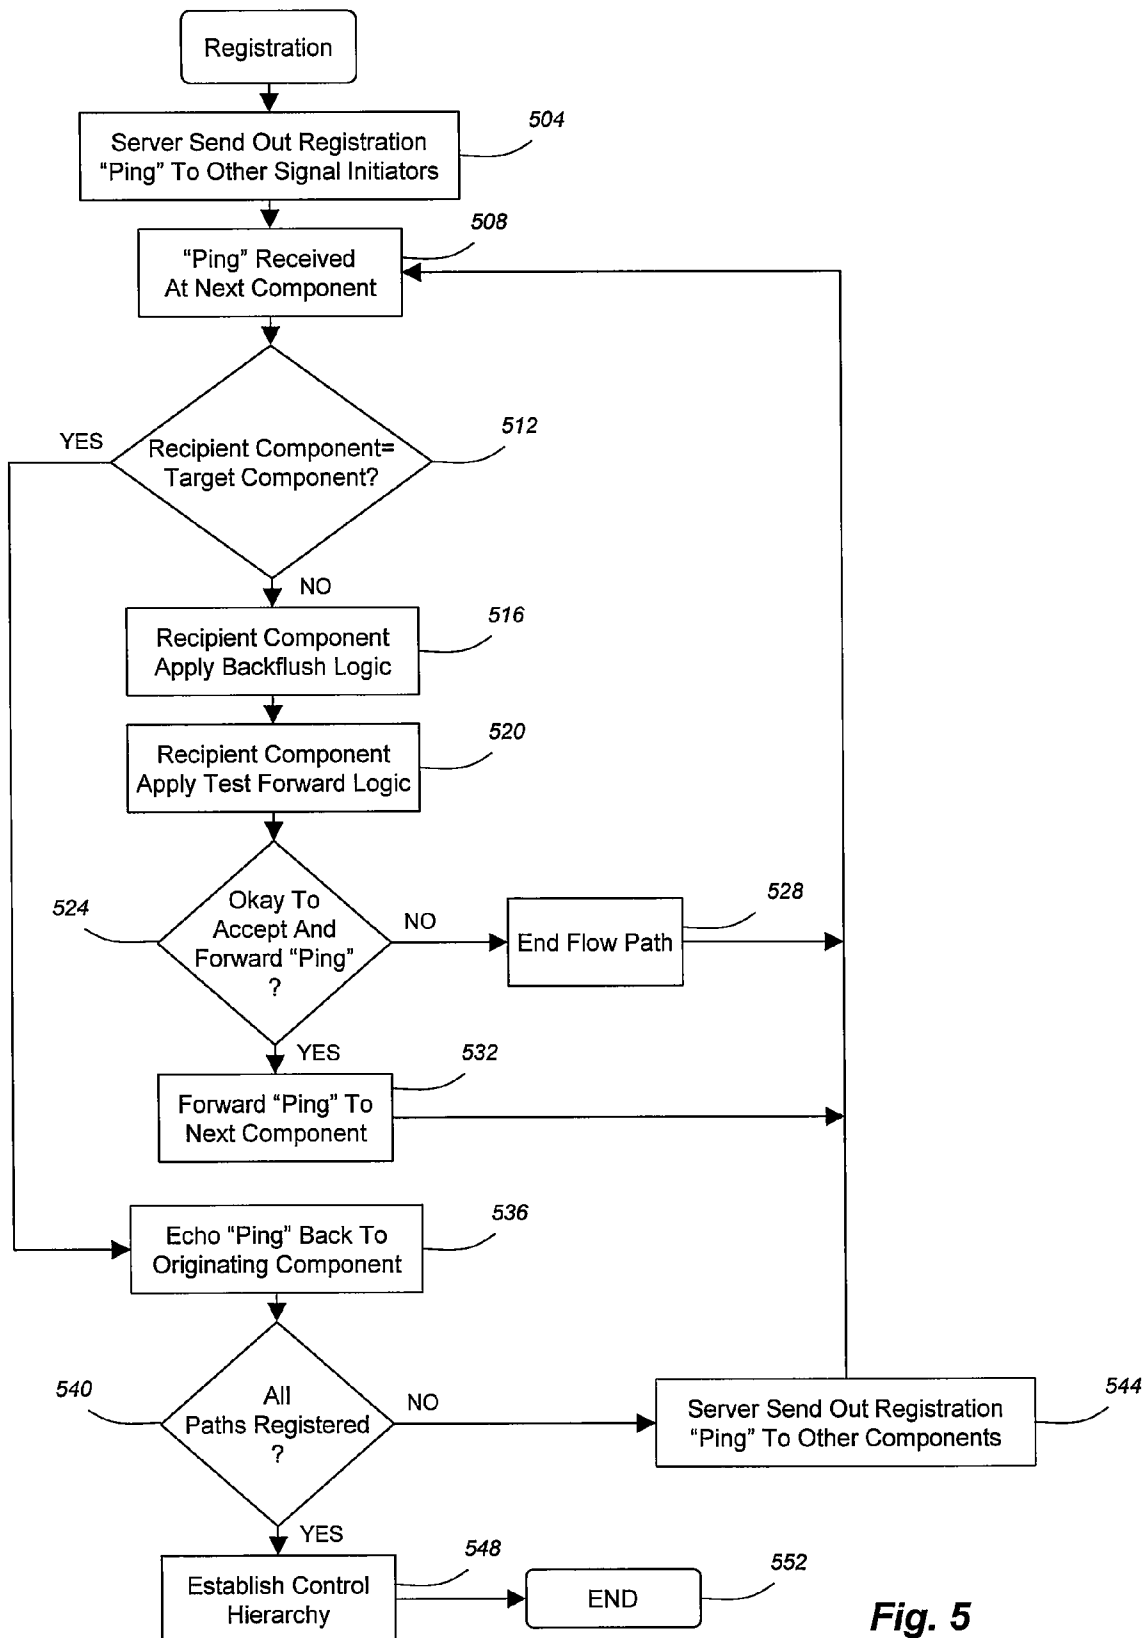 Registration
504
Server Send Out Registration
“Ping” To Other Signal Initiators
508
“Ping” Received
At Next Component
512
YES
Recipient Component=
Target Component?
NO
516
Recipient Component
Apply Backflush Logic
520
Recipient Component
Apply Test Forward Logic
524
Okay To
Accept And
Forward “Ping”
?
NO
528
End Flow Path
YES
532
Forward “Ping” To
Next Component
536
Echo “Ping” Back To
Originating Component
540
All
Paths Registered
?
NO
544
Server Send Out Registration
“Ping” To Other Components
YES
548
Establish Control
Hierarchy
552
END
Fig. 5